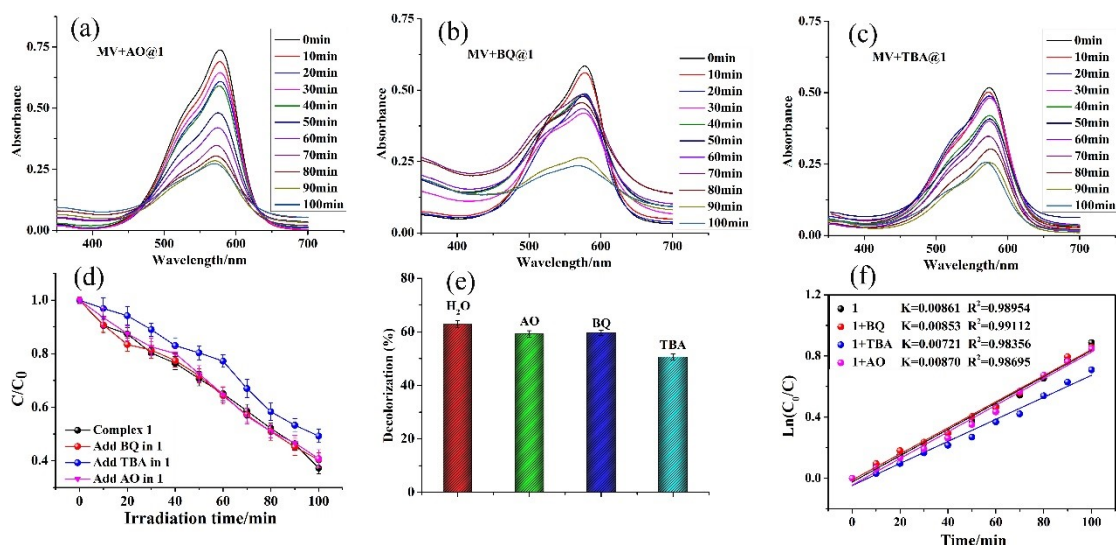 (a)
MV+AO@1
0min
10min
20min
30min
40min
50min
60min
70min
80min
90min
100min
0.75
0.50
0.25
0.00
Absorbance
400
500
600
700
Wavelength/nm
(b)
MV+BQ@1
0min
10min
20min
30min
40min
50min
60min
70min
80min
90min
100min
0.75
0.50
0.25
0.00
Absorbance
400
500
600
700
Wavelength/nm
(c)
MV+TBA@1
0min
10min
20min
30min
40min
50min
60min
70min
80min
90min
100min
0.75
0.50
0.25
0.00
Absorbance
400
500
600
700
Wavelength/nm
(d)
1.0
0.8
0.6
0.4
C/C0
Complex 1
Add BQ in 1
Add TBA in 1
Add AO in 1
0
20
40
60
80
100
Irradiation time/min
(e)
100
80
60
40
20
0
Decolorization (%)
H2O
AO
BQ
TBA
(f)
1.2
0.8
0.4
0.0
Ln(C0/C)
1 K=0.00861 R2=0.98954
1+BQ K=0.00853 R2=0.99112
1+TBA K=0.00721 R2=0.98356
1+AO K=0.00870 R2=0.98695
0
20
40
60
80
100
Time/min